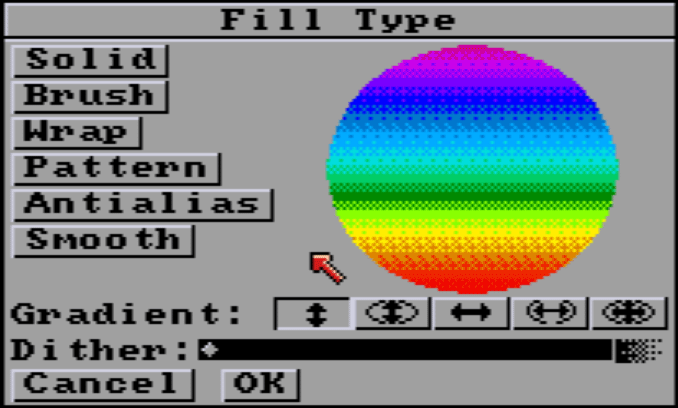 Fill Type
Solid
Brush
Wrap
Pattern
Antialias
Smooth
Gradient:
Dither:
Cancel OK